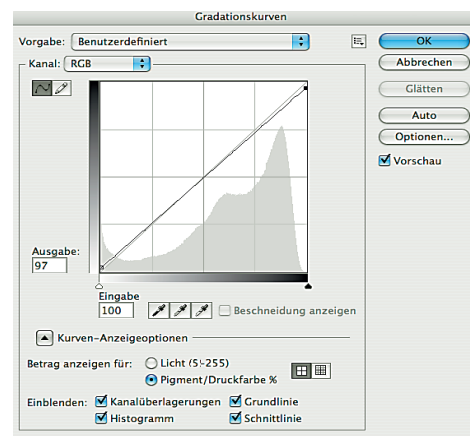 Gradationskurven
Vorgabe: Benutzerdefiniert
OK
Kanal: RGB
Abbrechen
Glätten
Auto
Optionen...
Vorschau
Ausgabe:
97
Eingabe
100
Beschneidung anzeigen
Kurven-Anzeigeoptionen
Betrag anzeigen für:
Licht (5-255)
Pigment/Druckfarbe %
Einblenden:
Kanalüberlagerungen
Grundlinie
Histogramm
Schnittlinie